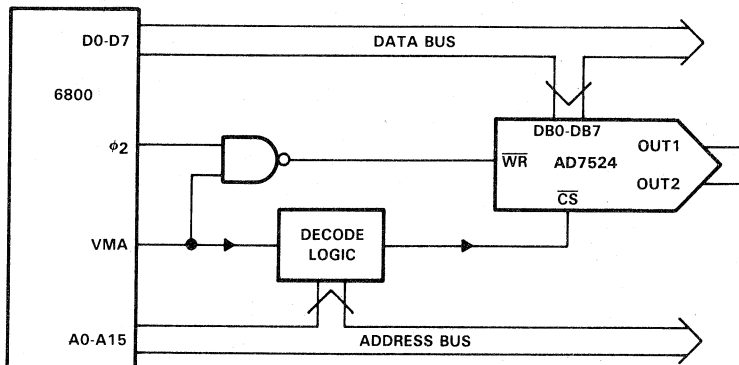 D0-D7
DATA BUS
6800
DB0-DB7
ϕ2
OUT1
WR
AD7524
OUT2
CS
VMA
DECODE
LOGIC
A0-A15
ADDRESS BUS